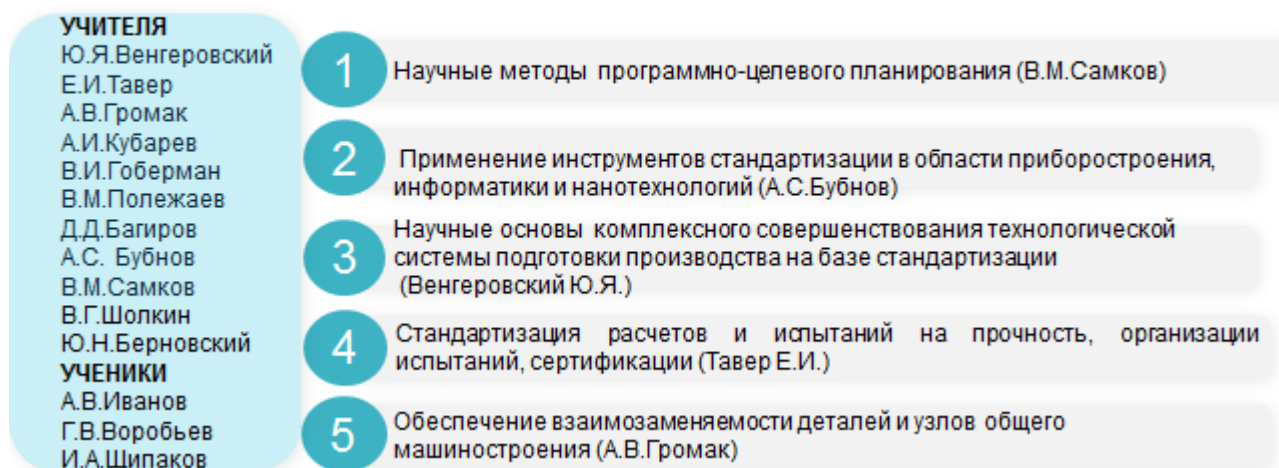 УЧИТЕЛЯ
Ю.Я.Венгеровский
Е.И.Тавер
А.В.Громак
А.И.Кубарев
В.И.Гоберман
В.М.Полежаев
Д.Д.Багиров
А.С. Бубнов
В.М.Самков
В.Г.Шолкин
Ю.Н.Берновский
УЧЕНИКИ
А.В.Иванов
Г.В.Воробьев
И.А.Щипаков
1
Научные методы программно-целевого планирования (В.М.Самков)
2
Применение инструментов стандартизации в области приборостроения,
информатики и нанотехнологий (А.С.Бубнов)
3
Научные основы комплексного совершенствования технологической
системы подготовки производства на базе стандартизации
(Венгеровский Ю.Я.)
4
Стандартизация расчетов и испытаний на прочность, организации
испытаний, сертификации (Тавер Е.И.)
5
Обеспечение взаимозаменяемости деталей и узлов общего
машиностроения (А.В.Громак)